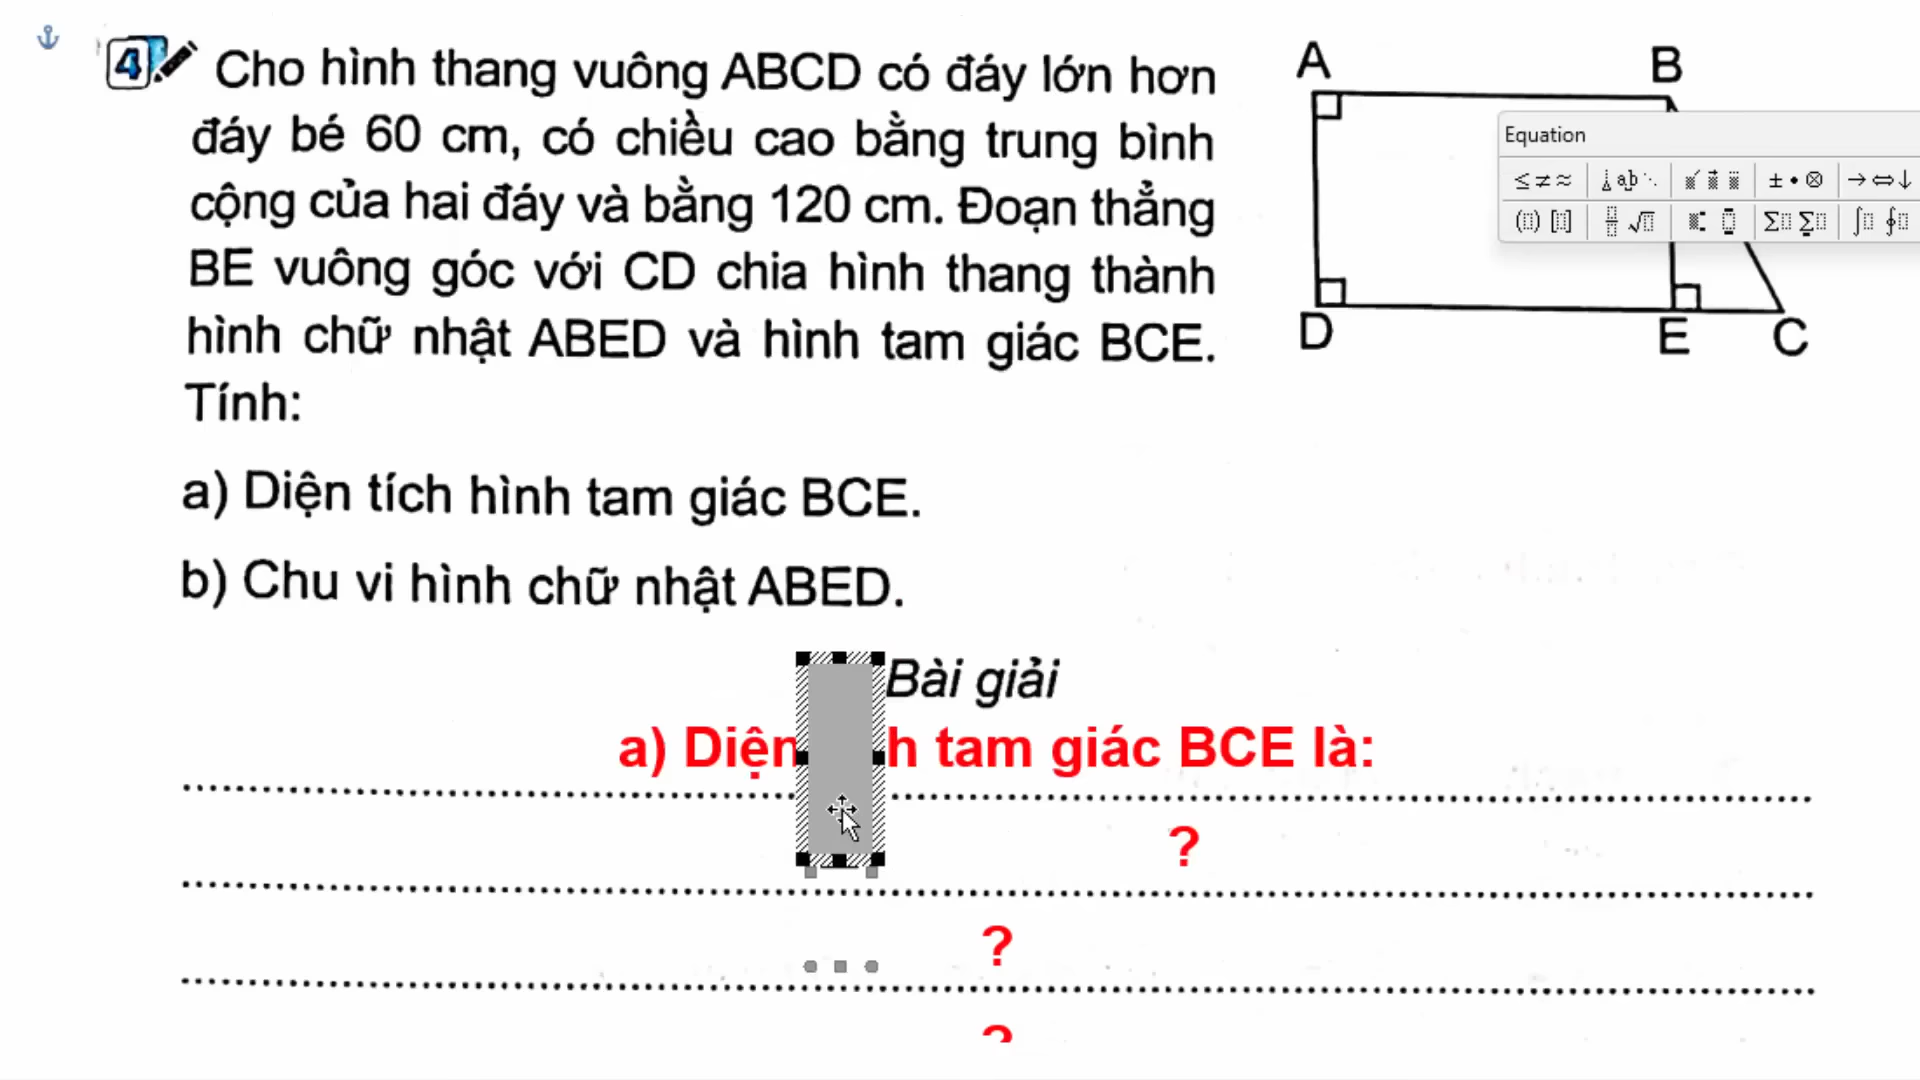 4 Cho hình thang vuông ABCD có đáy lớn hơn
đáy bé 60 cm, có chiều cao bằng trung bình
cộng của hai đáy và bằng 120 cm. Đoạn thẳng
BE vuông góc với CD chia hình thang thành
hình chữ nhật ABED và hình tam giác BCE.
Tính:
A B
Equation
D E C
a) Diện tích hình tam giác BCE.
b) Chu vi hình chữ nhật ABED.
Bài giải
a) Diện h tam giác BCE là:
?
?
?